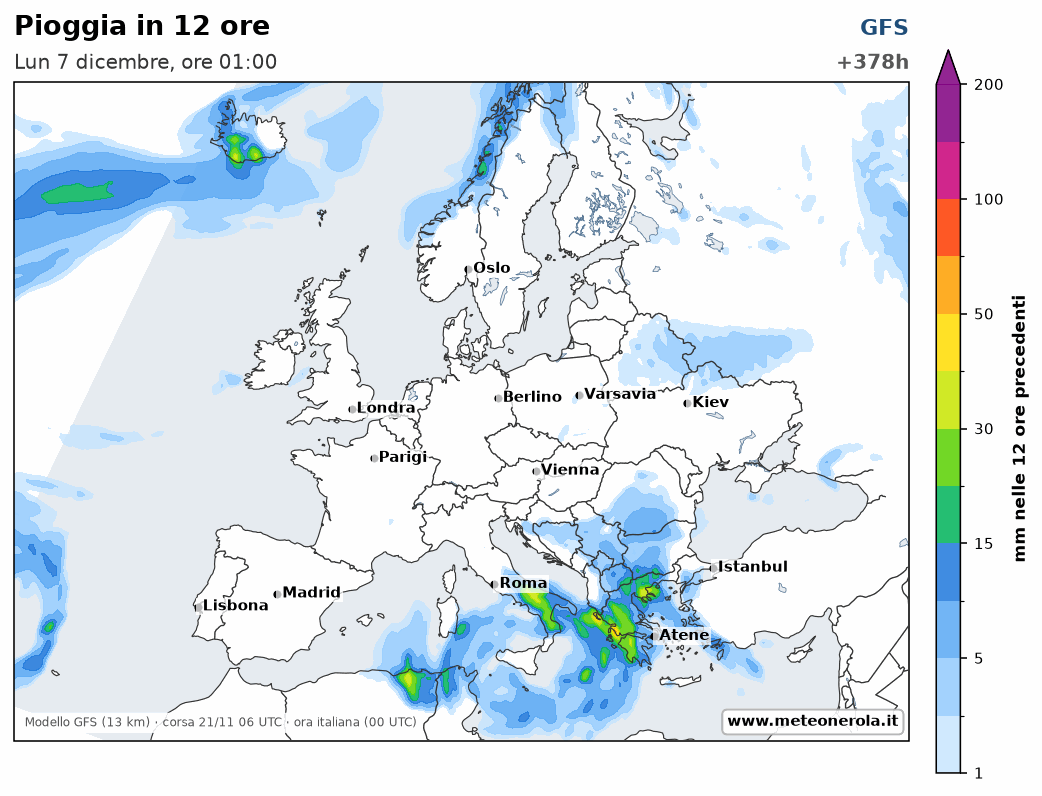 Pioggia in 12 ore
GFS
Lun 7 dicembre, ore 01:00
+378h
200
100
50
30
15
5
1
mm nelle 12 ore precedenti
Oslo
Berlino
Varsavia
Kiev
Londra
Parigi
Vienna
Istanbul
Roma
Madrid
Lisbona
Atene
Modello GFS (13 km) · corsa 21/11 06 UTC · ora italiana (00 UTC)
www.meteonerola.it